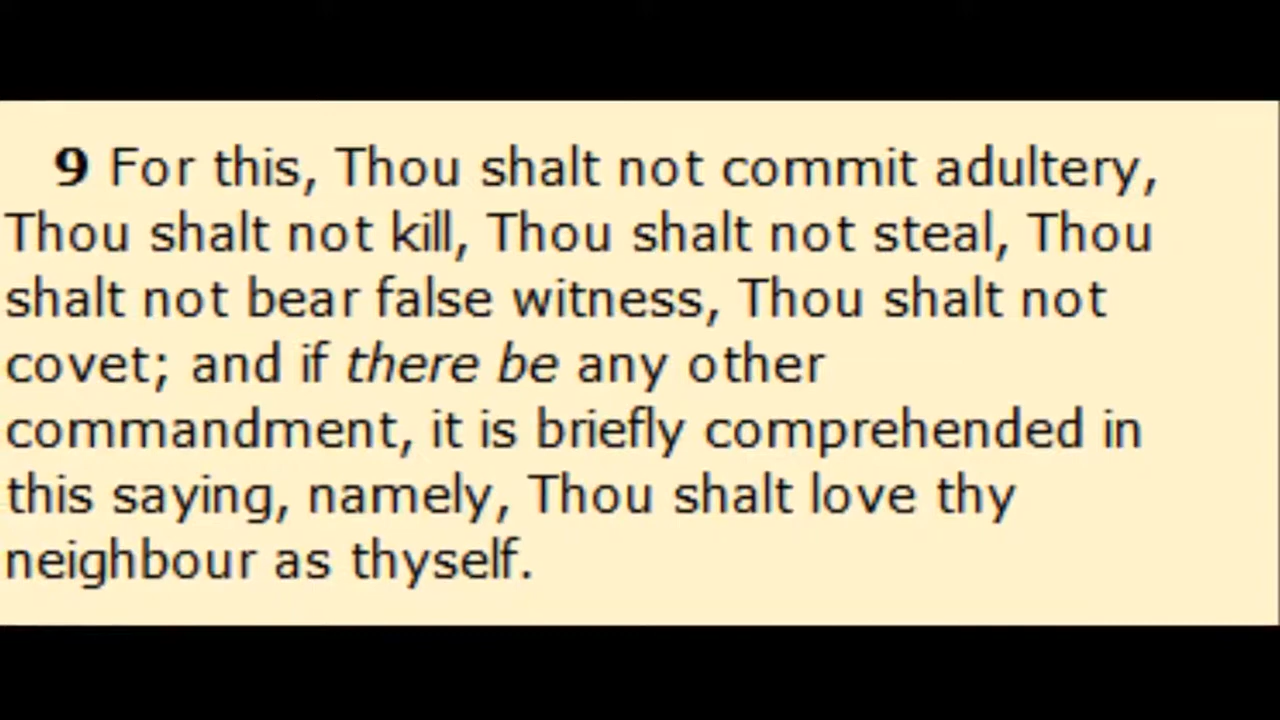 9 For this, Thou shalt not commit adultery,
Thou shalt not kill, Thou shalt not steal, Thou
shalt not bear false witness, Thou shalt not
covet; and if there be any other
commandment, it is briefly comprehended in
this saying, namely, Thou shalt love thy
neighbour as thyself.